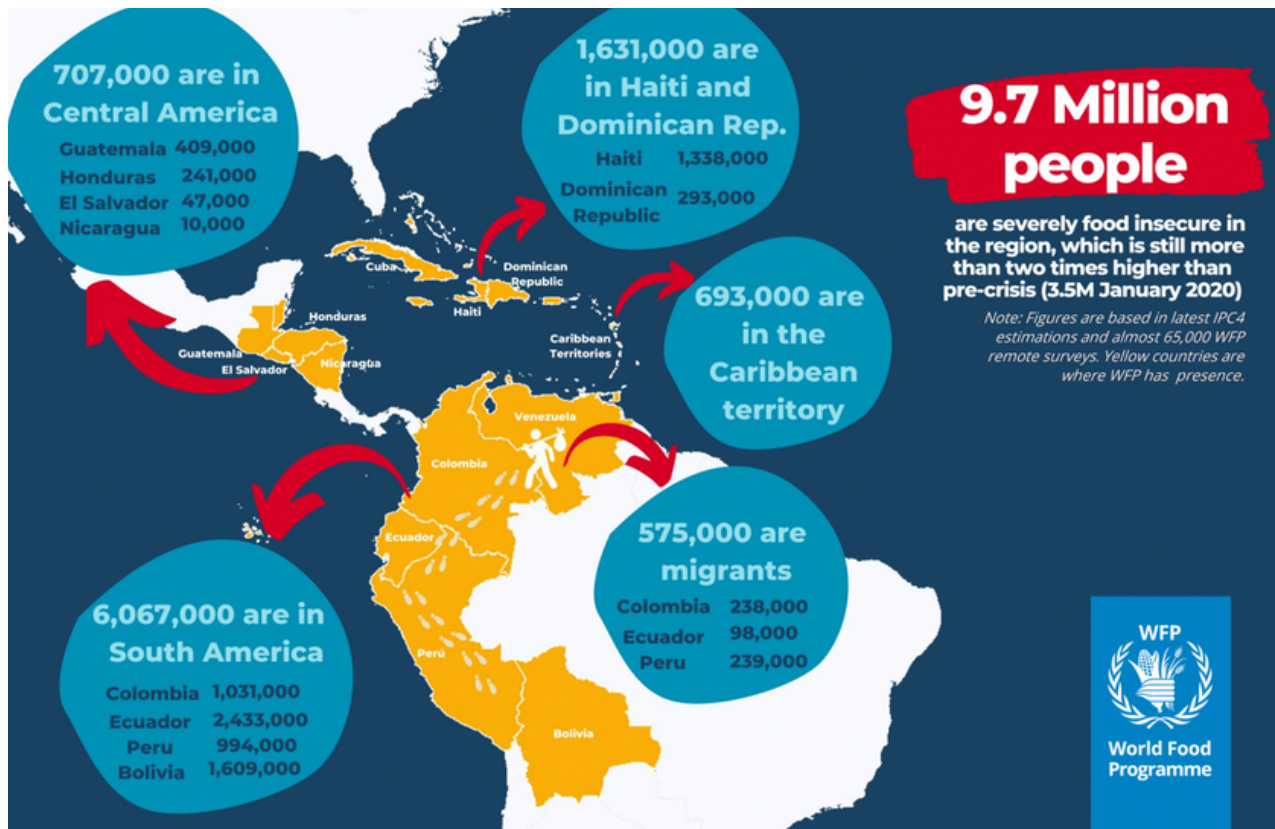 707,000 are in
Central America
Guatemala 409,000
Honduras 241,000
El Salvador 47,000
Nicaragua 10,000
1,631,000 are
in Haiti and
Dominican Rep.
Haiti 1,338,000
Dominican
Republic 293,000
9.7 Million
people
are severely food insecure in
the region, which is still more
than two times higher than
pre-crisis (3.5M January 2020)
Note: Figures are based in latest IPC4
estimations and almost 65,000 WFP
remote surveys. Yellow countries are
where WFP has presence.
693,000 are
in the
Caribbean
territory
Cuba
Dominican
Republic
Haiti
Caribbean
Territories
Honduras
Guatemala
El Salvador
Nicaragüa
Venezuela
Colombia
Ecuador
Perú
Bolivia
575,000 are
migrants
Colombia 238,000
Ecuador 98,000
Peru 239,000
6,067,000 are in
South America
Colombia 1,031,000
Ecuador 2,433,000
Peru 994,000
Bolivia 1,609,000
WFP
World Food
Programme